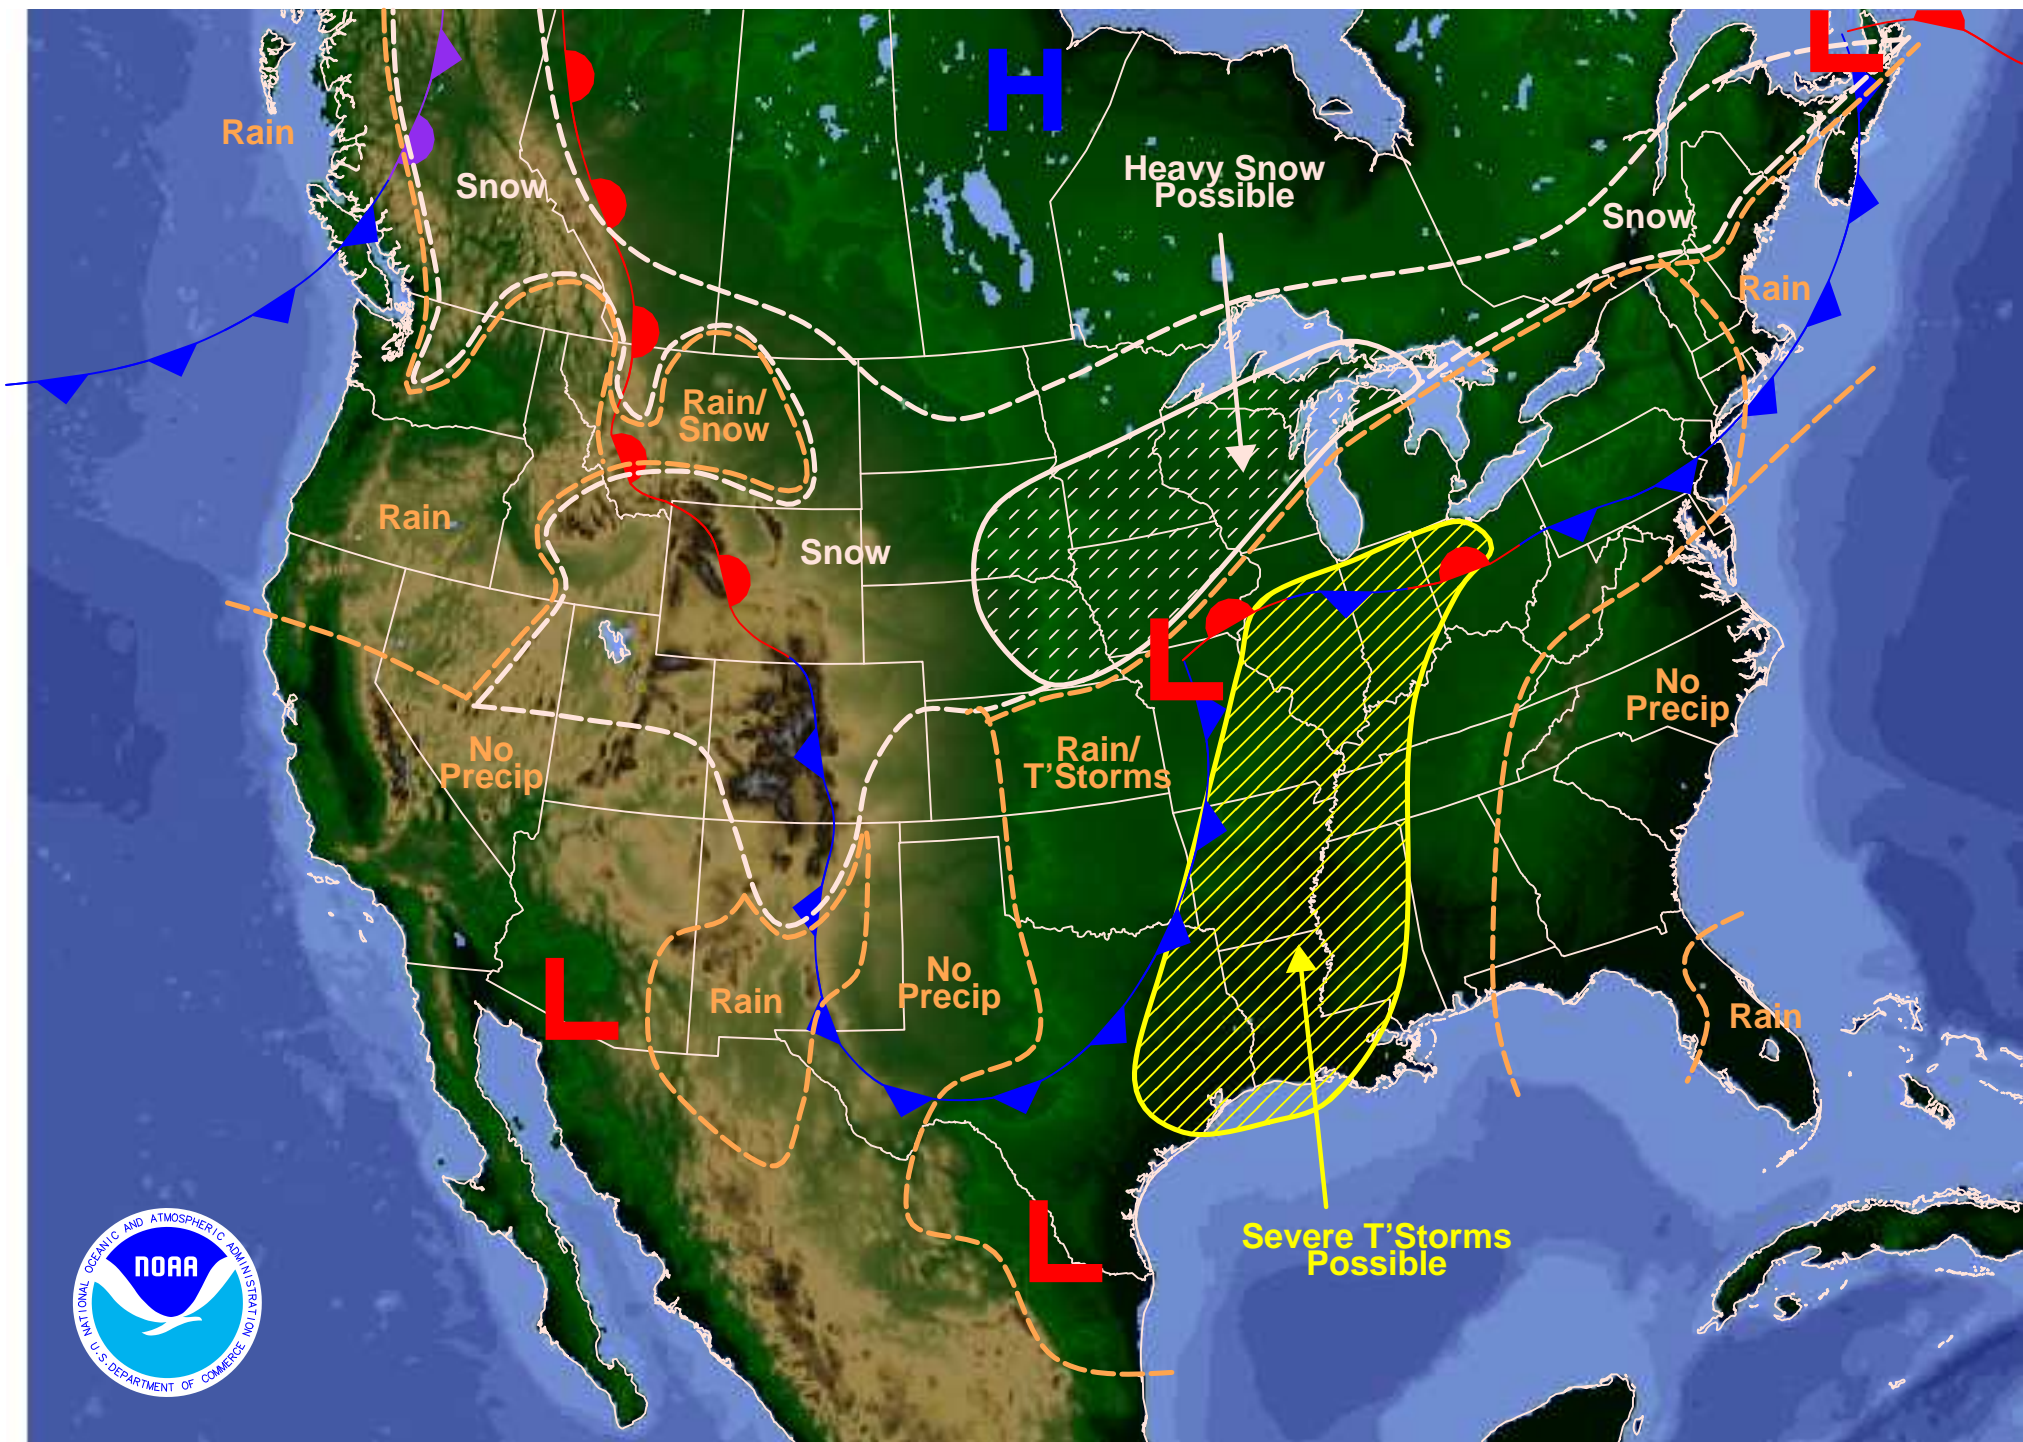 H
L
Rain
Heavy Snow
Possible
Snow
Snow
Rain
Rain/
Snow
Rain
Snow
L
No
Precip
No
Precip
Rain/
T'Storms
L
No
Precip
Rain
Rain
L
Severe T'Storms
Possible
NATIONAL OCEANIC AND ATMOSPHERIC ADMINISTRATION
NOAA
U.S. DEPARTMENT OF COMMERCE